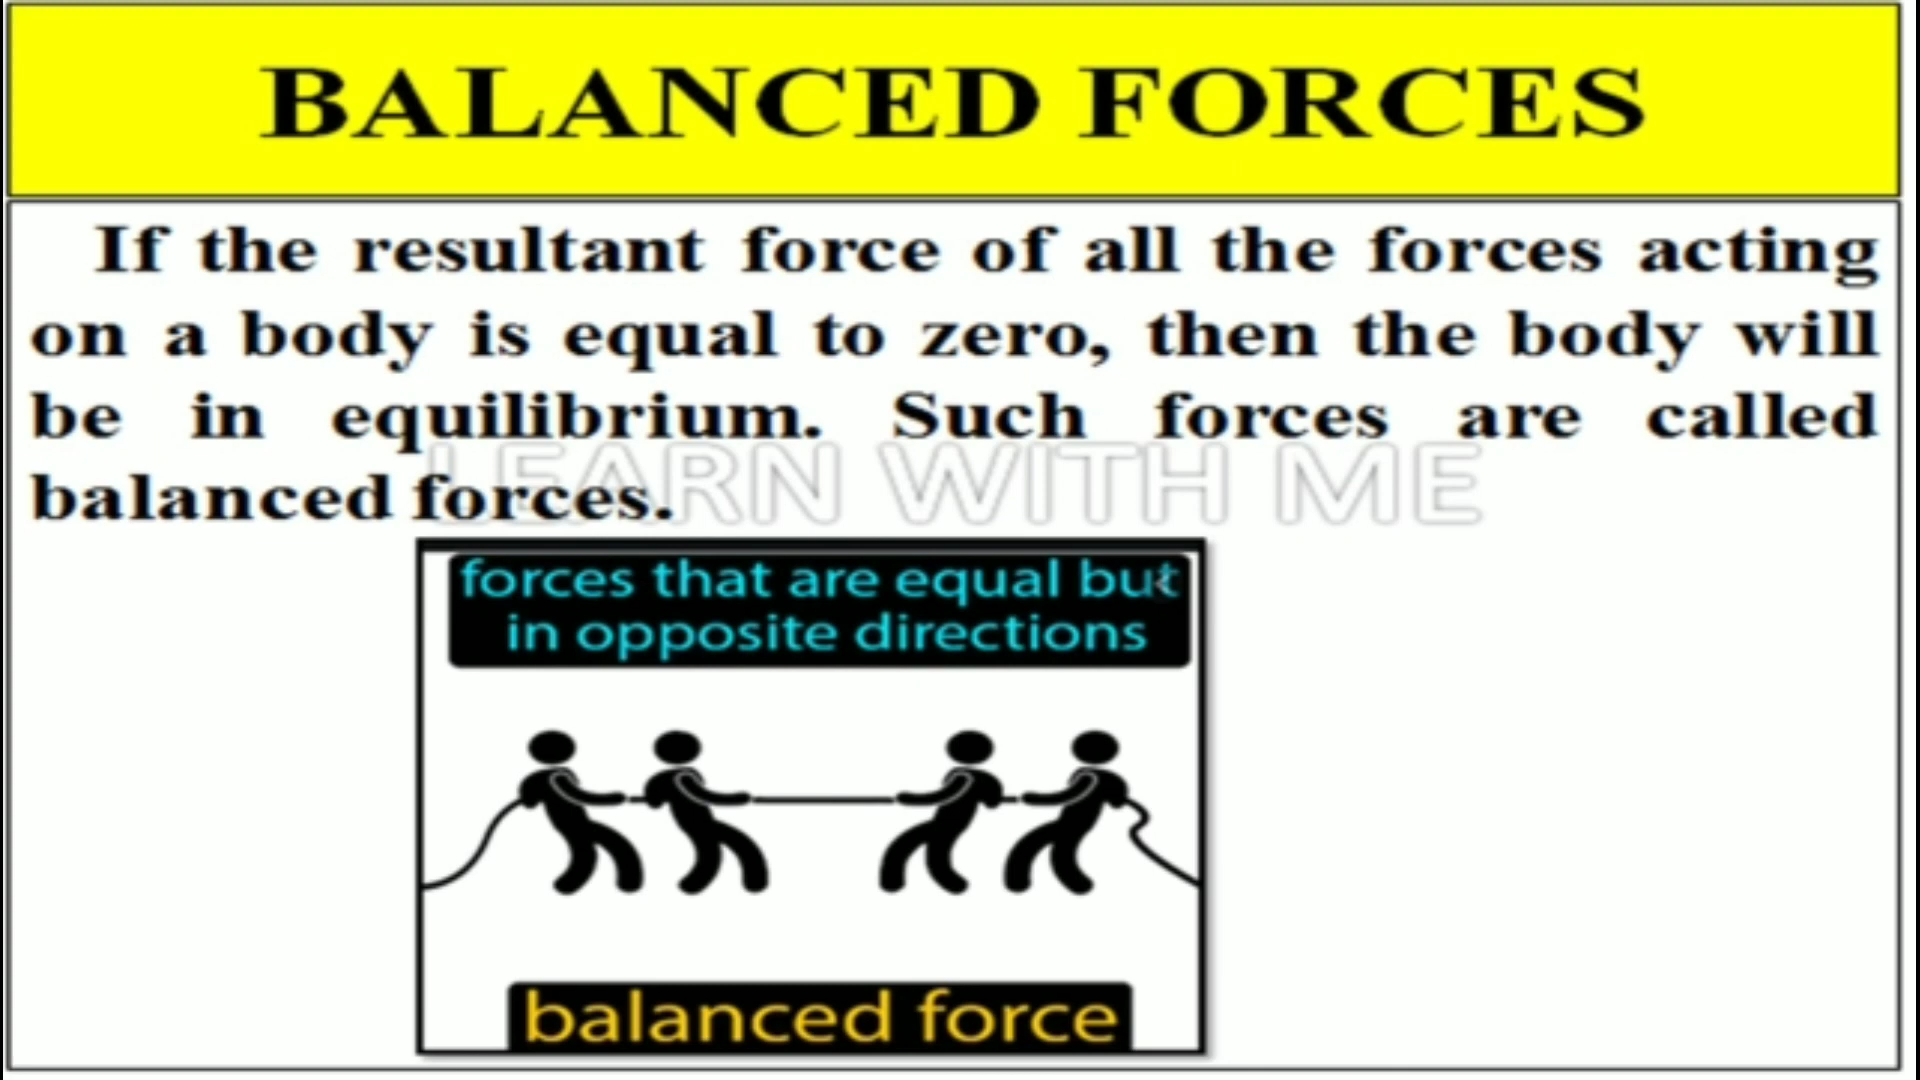 BALANCED FORCES
If the resultant force of all the forces acting
on a body is equal to zero, then the body will
be in equilibrium. Such forces are called
balanced forces.
LEARN WITH ME
forces that are equal but
in opposite directions
balanced force